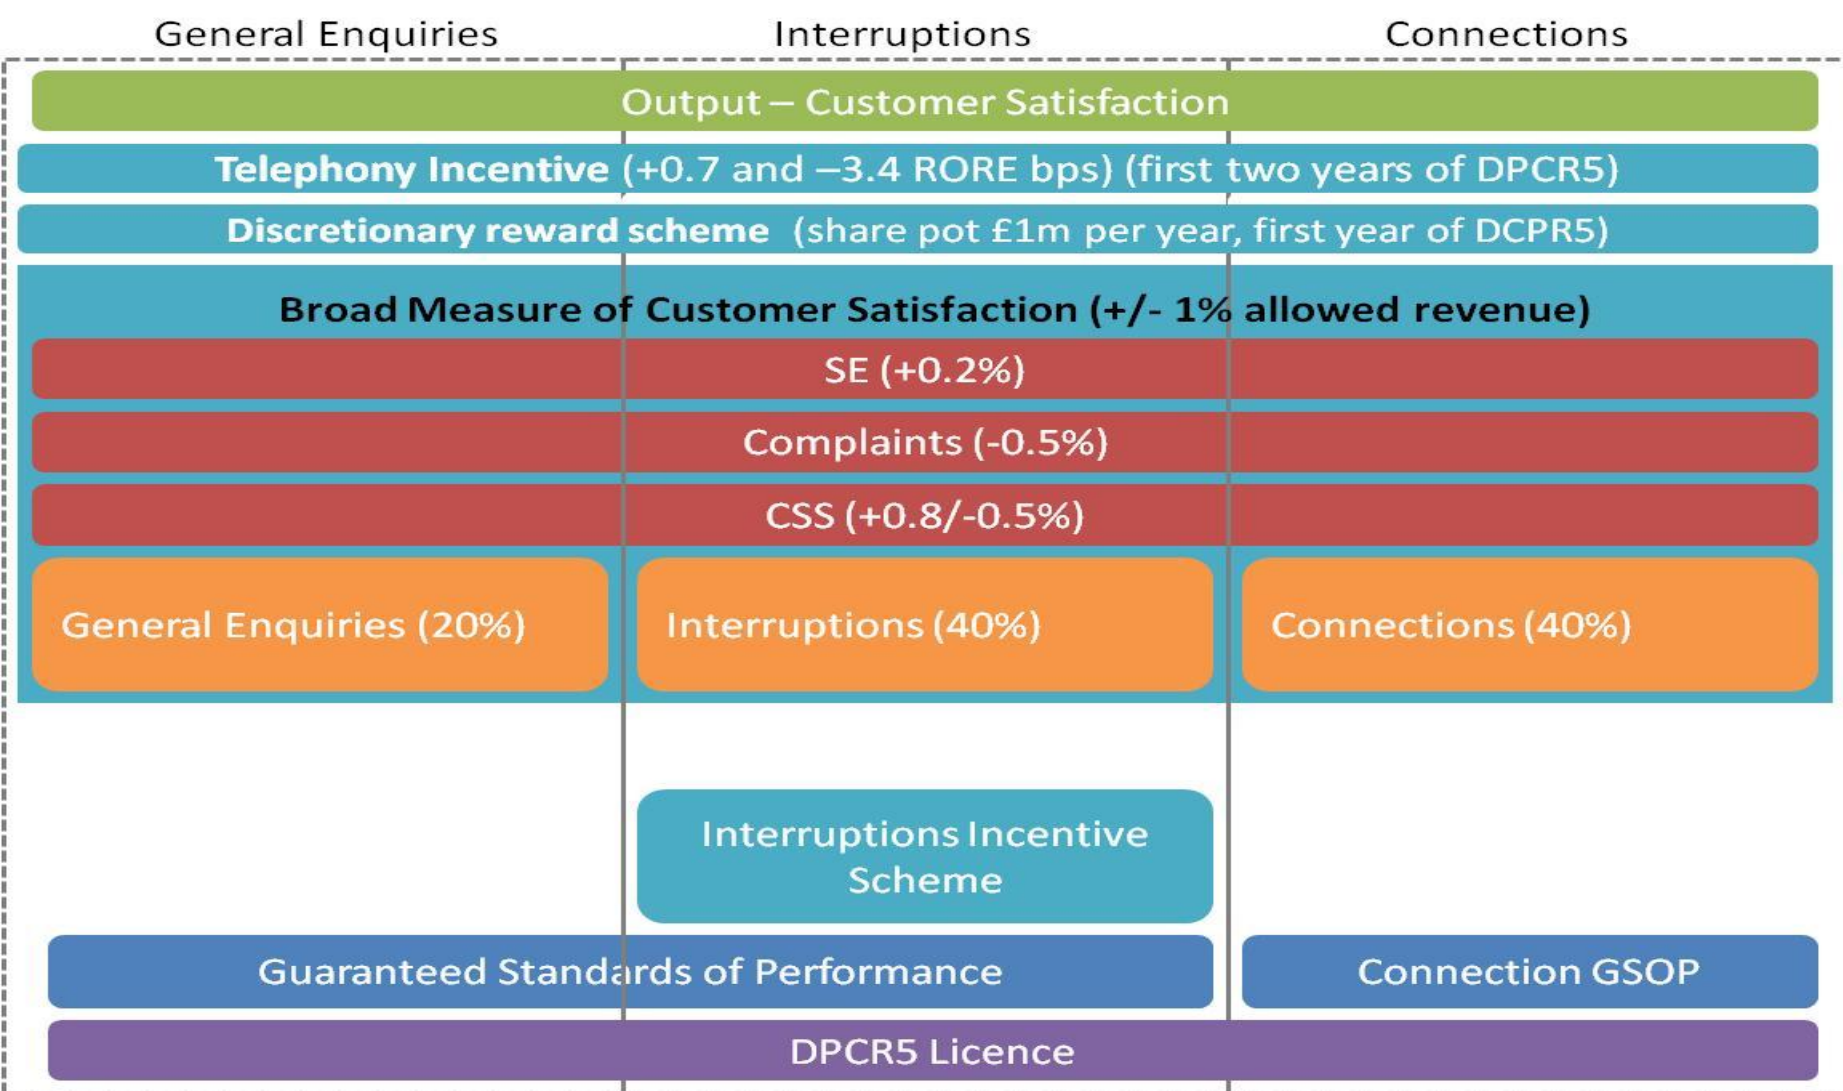 General Enquiries Interruptions Connections
Output – Customer Satisfaction
Telephony Incentive (+0.7 and –3.4 RORE bps) (first two years of DPCR5)
Discretionary reward scheme (share pot £1m per year, first year of DCPR5)
Broad Measure of Customer Satisfaction (+/- 1% allowed revenue)
SE (+0.2%)
Complaints (-0.5%)
CSS (+0.8/-0.5%)
General Enquiries (20%) Interruptions (40%) Connections (40%)
Interruptions Incentive
Scheme
Guaranteed Standards of Performance Connection GSOP
DPCR5 Licence